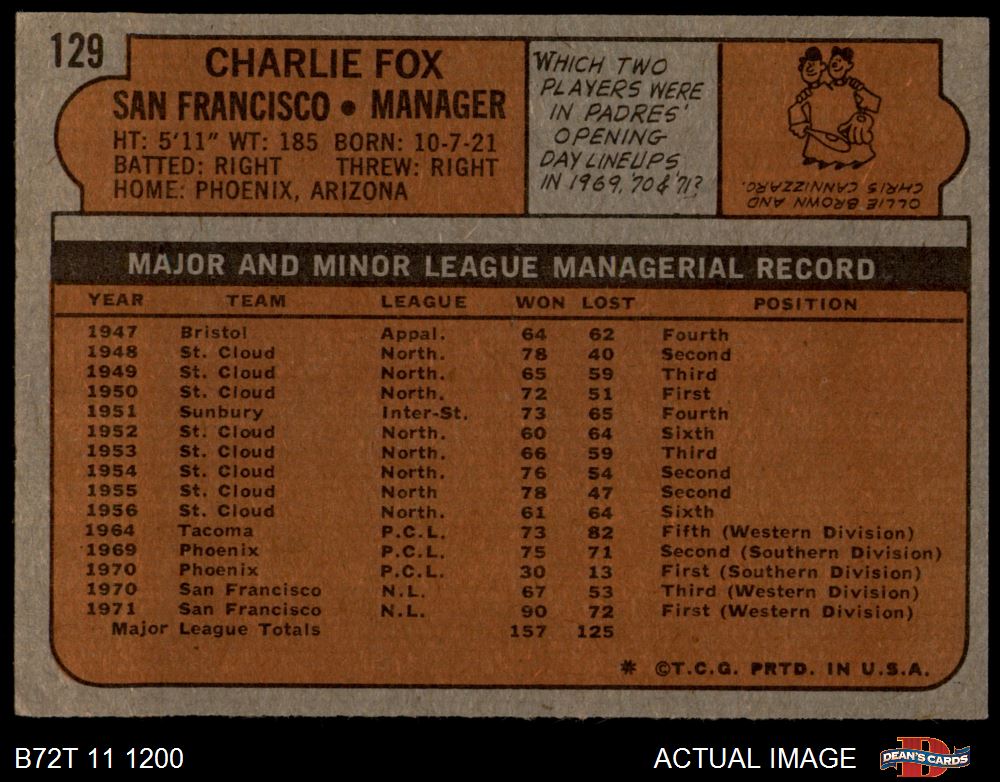 129
CHARLIE FOX
SAN FRANCISCO • MANAGER
HT: 5'11" WT: 185 BORN: 10-7-21
BATTED: RIGHT THREW: RIGHT
HOME: PHOENIX, ARIZONA
WHICH TWO
PLAYERS WERE
IN PADRES'
OPENING
DAY LINEUPS
IN 1969, '70 & '71?
OLLIE BROWN AND
CHRIS CANNIZZARO.
MAJOR AND MINOR LEAGUE MANAGERIAL RECORD
YEAR TEAM LEAGUE WON LOST POSITION
1947 Bristol Appal. 64 62 Fourth
1948 St. Cloud North. 78 40 Second
1949 St. Cloud North. 65 59 Third
1950 St. Cloud North. 72 51 First
1951 Sunbury Inter-St. 73 65 Fourth
1952 St. Cloud North. 60 64 Sixth
1953 St. Cloud North. 66 59 Third
1954 St. Cloud North. 76 54 Second
1955 St. Cloud North 78 47 Second
1956 St. Cloud North. 61 64 Sixth
1964 Tacoma P.C.L. 73 82 Fifth (Western Division)
1969 Phoenix P.C.L. 75 71 Second (Southern Division)
1970 Phoenix P.C.L. 30 13 First (Southern Division)
1970 San Francisco N.L. 67 53 Third (Western Division)
1971 San Francisco N.L. 90 72 First (Western Division)
Major League Totals 157 125
* ©T.C.G. PRTD. IN U.S.A.
B72T 11 1200
ACTUAL IMAGE
DEAN'S CARDS